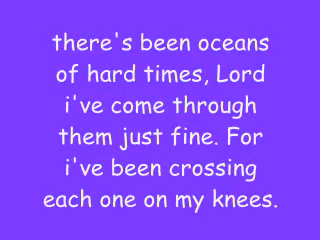 there's been oceans
of hard times, Lord
i've come through
them just fine. For
i've been crossing
each one on my knees.